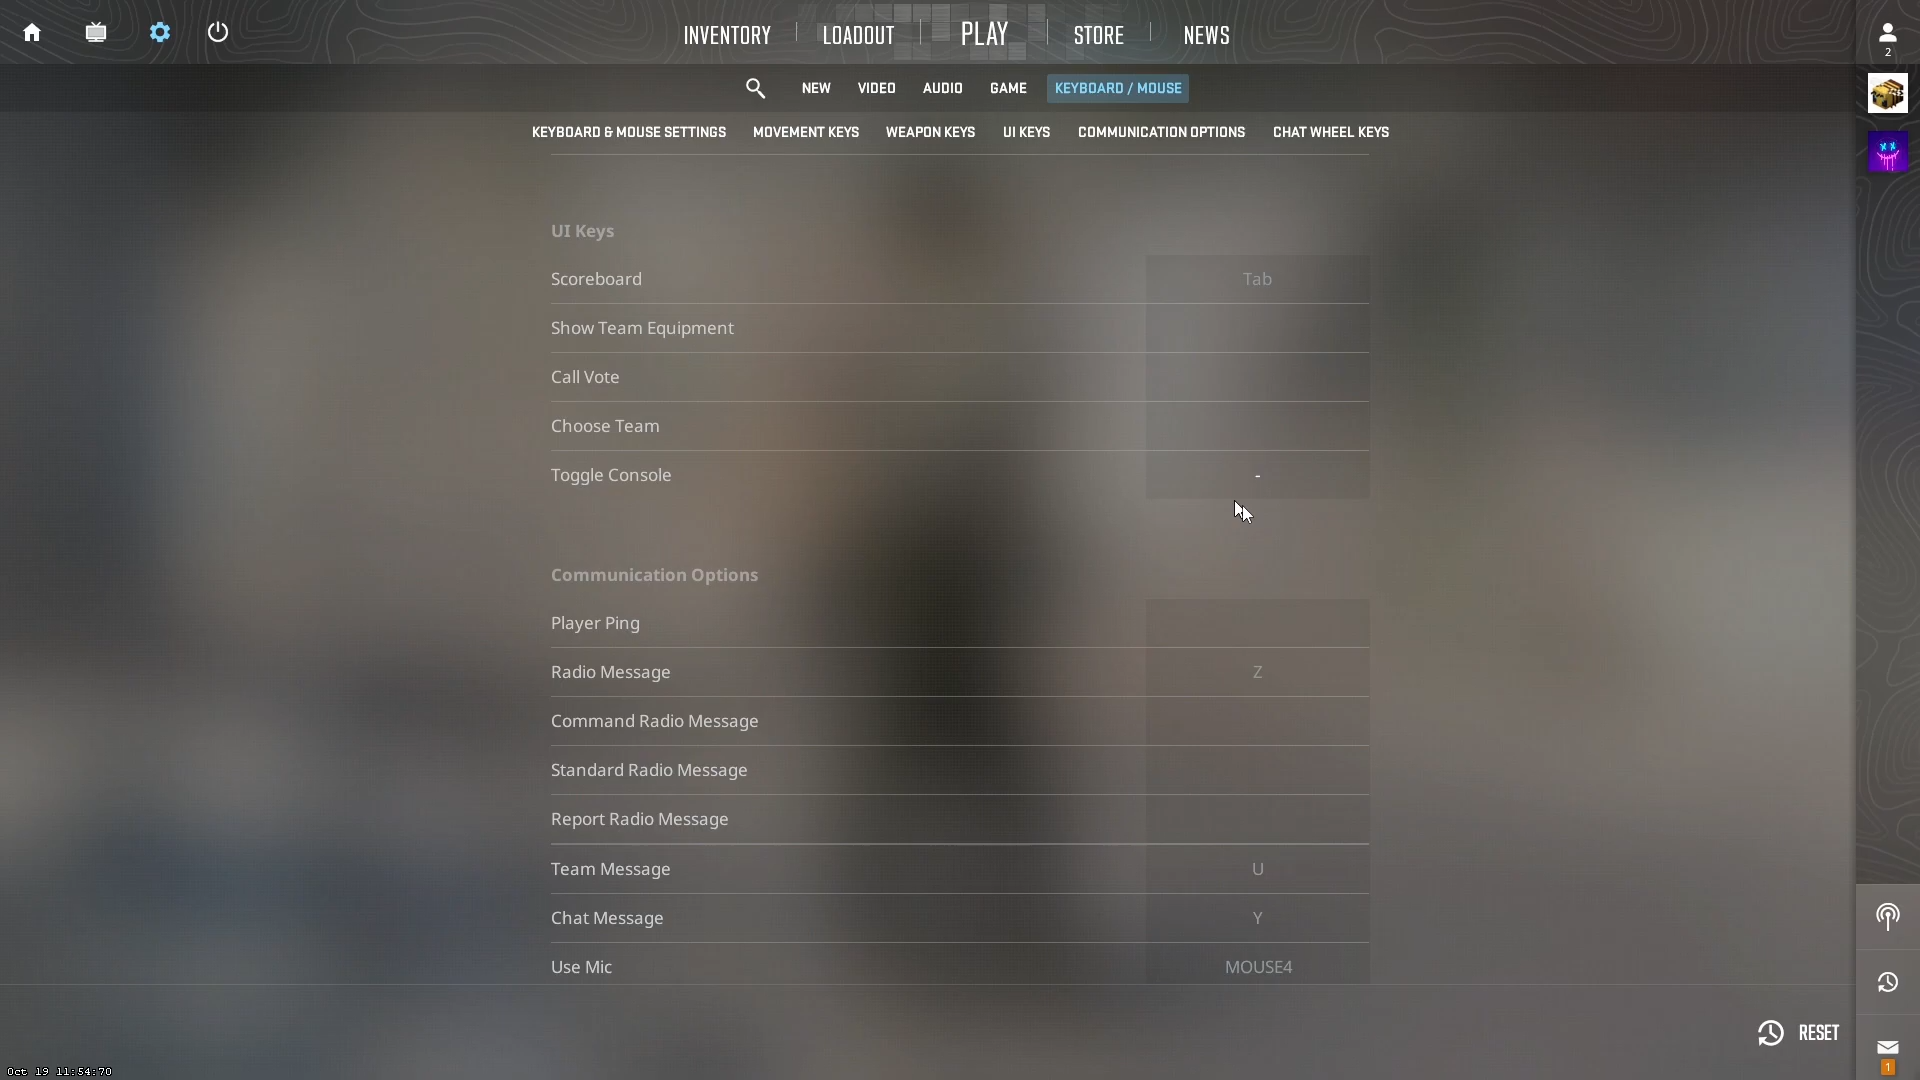 INVENTORY LOADOUT PLAY STORE NEWS
2
NEW VIDEO AUDIO GAME KEYBOARD / MOUSE
KEYBOARD & MOUSE SETTINGS MOVEMENT KEYS WEAPON KEYS UI KEYS COMMUNICATION OPTIONS CHAT WHEEL KEYS
UI Keys
Scoreboard Tab
Show Team Equipment
Call Vote
Choose Team
Toggle Console -
Communication Options
Player Ping
Radio Message Z
Command Radio Message
Standard Radio Message
Report Radio Message
Team Message U
Chat Message Y
Use Mic MOUSE4
RESET
1
Oct 19 11:54:70